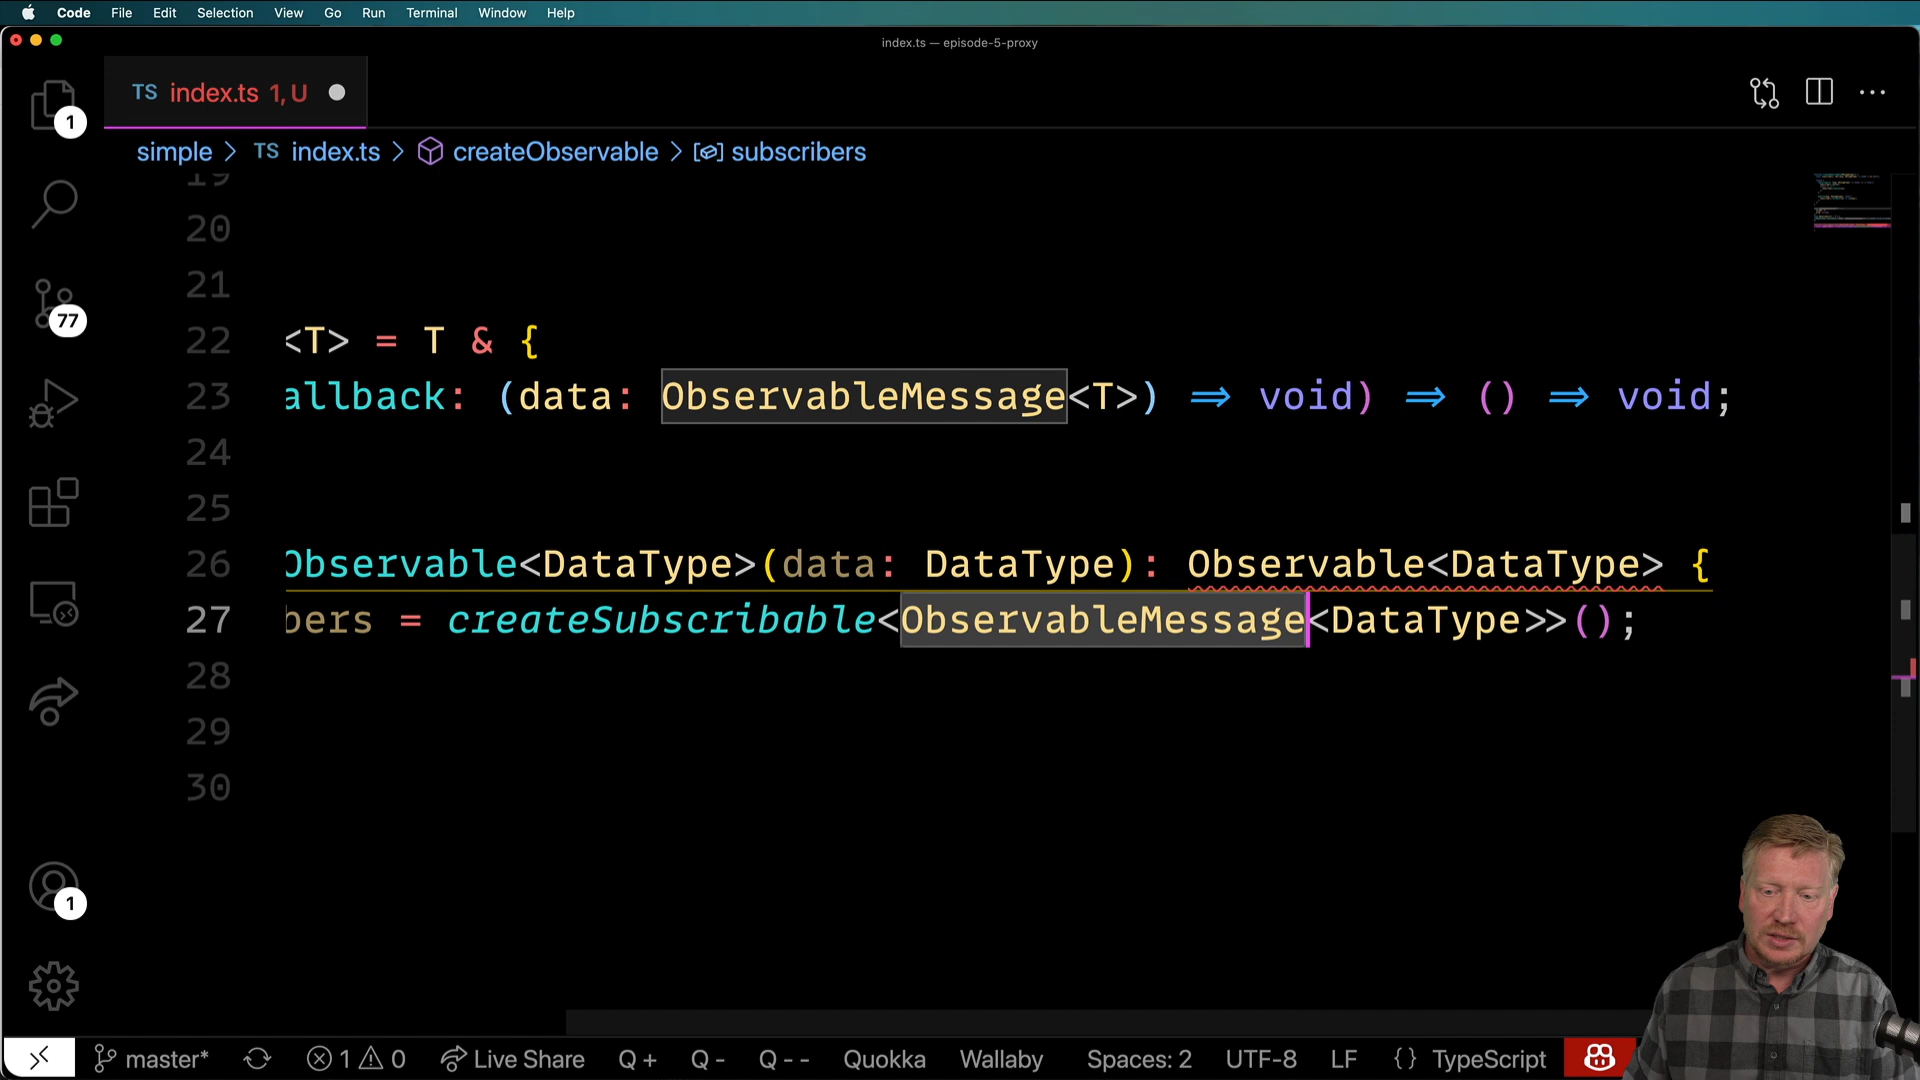 Code File Edit Selection View Go Run Terminal Window Help
index.ts — episode-5-proxy
TS index.ts 1, U
simple > TS index.ts > createObservable > subscribers
19
20
21
22 <T> = T & {
23 allback: (data: ObservableMessage<T>) => void) => () => void;
24
25
26 Observable<DataType>(data: DataType): Observable<DataType> {
27 bers = createSubscribable<ObservableMessage<DataType>>();
28
29
30
1
77
1
master* 1 0 Live Share Q+ Q- Q-- Quokka Wallaby Spaces: 2 UTF-8 LF {} TypeScript